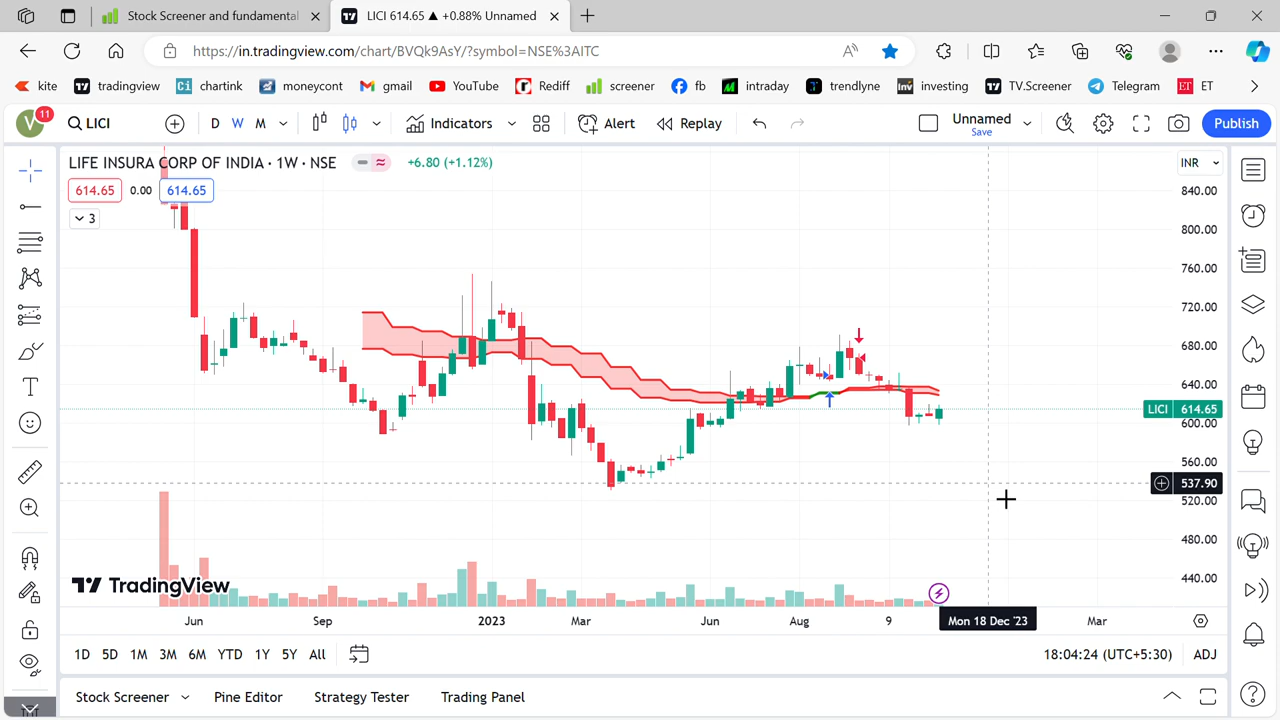 Stock Screener and fundamental
LICI 614.65 ▲ +0.88% Unnamed
https://in.tradingview.com/chart/BVQk9AsY/?symbol=NSE%3AITC
kite
tradingview
Ci chartink
moneycont
gmail
YouTube
Rediff
screener
fb
intraday
trendlyne
Inv investing
TV.Screener
Telegram
ET ET
V 11
LICI
D W M
Indicators
Alert
Replay
Unnamed
Save
Publish
LIFE INSURA CORP OF INDIA · 1W · NSE
+6.80 (+1.12%)
INR
614.65 0.00 614.65
3
840.00
800.00
760.00
720.00
680.00
640.00
LICI 614.65
600.00
560.00
537.90
520.00
480.00
440.00
TradingView
Jun Sep 2023 Mar Jun Aug 9 Mon 18 Dec '23 Mar
1D 5D 1M 3M 6M YTD 1Y 5Y All
18:04:24 (UTC+5:30) ADJ
Stock Screener
Pine Editor
Strategy Tester
Trading Panel